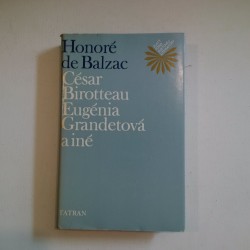 Honoré
de Balzac
César
Birotteau
Eugénia
Grandetová
a iné
TATRAN